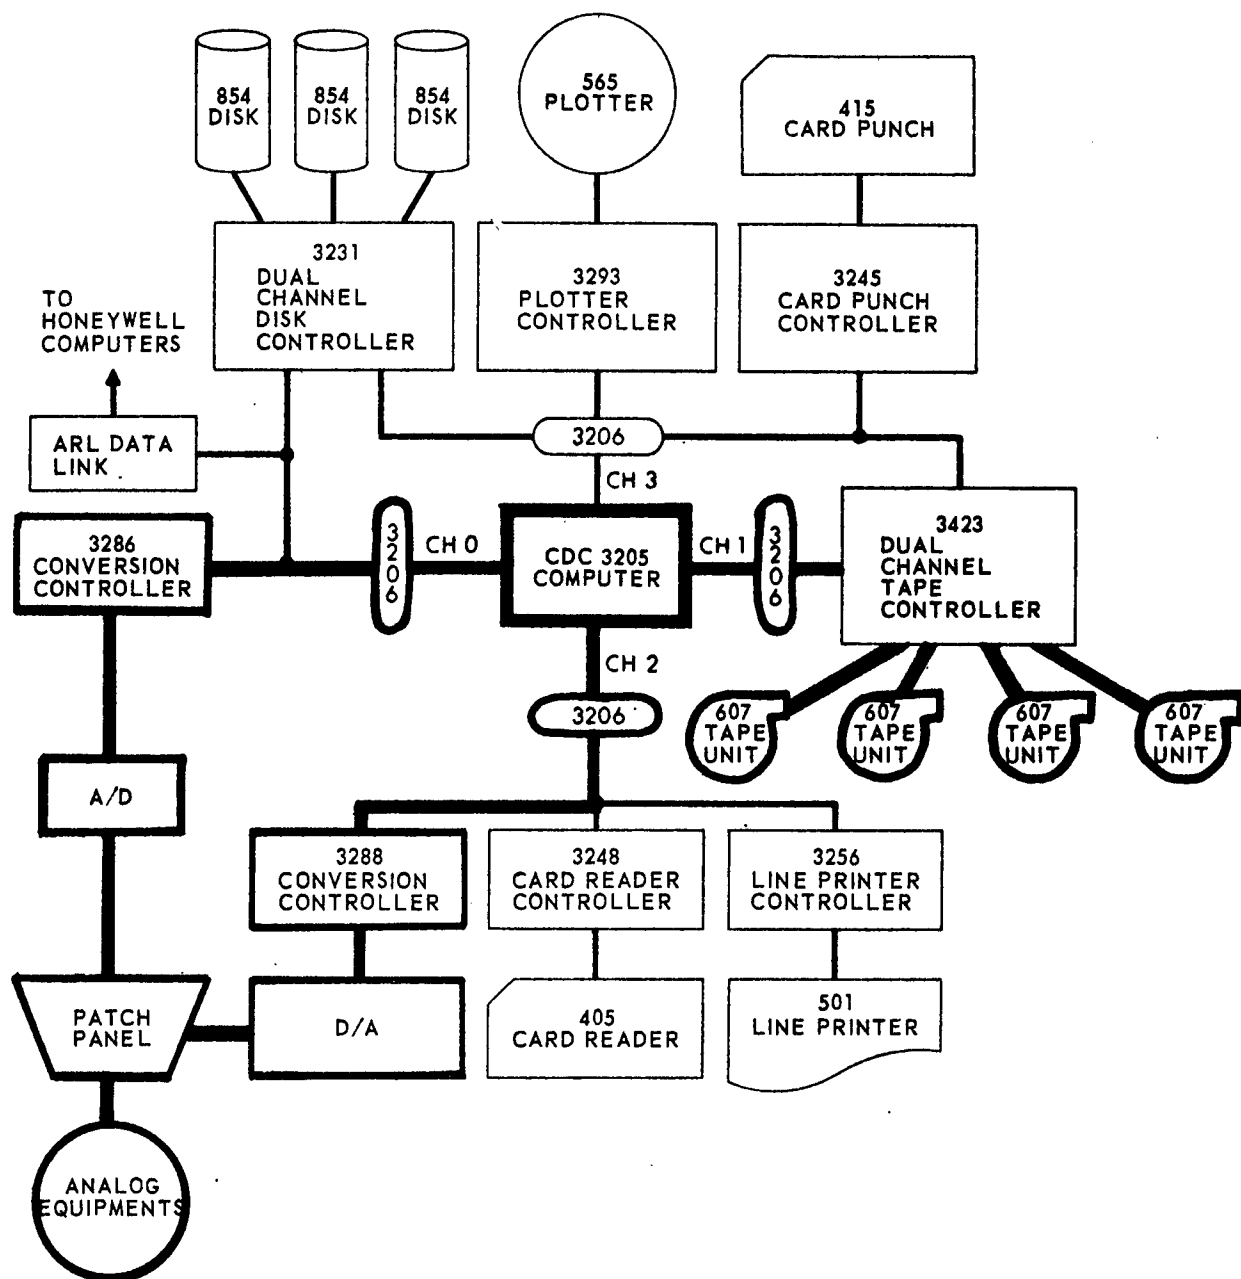 854
DISK
854
DISK
854
DISK
565
PLOTTER
415
CARD PUNCH
3231
DUAL
CHANNEL
DISK
CONTROLLER
3293
PLOTTER
CONTROLLER
3245
CARD PUNCH
CONTROLLER
TO
HONEYWELL
COMPUTERS
ARL DATA
LINK
3206
CH 3
3286
CONVERSION
CONTROLLER
3206
CH 0
CDC 3205
COMPUTER
CH 1
3206
3423
DUAL
CHANNEL
TAPE
CONTROLLER
CH 2
3206
607
TAPE
UNIT
607
TAPE
UNIT
607
TAPE
UNIT
607
TAPE
UNIT
A/D
3288
CONVERSION
CONTROLLER
3248
CARD READER
CONTROLLER
3256
LINE PRINTER
CONTROLLER
PATCH
PANEL
D/A
405
CARD READER
501
LINE PRINTER
ANALOG
EQUIPMENTS